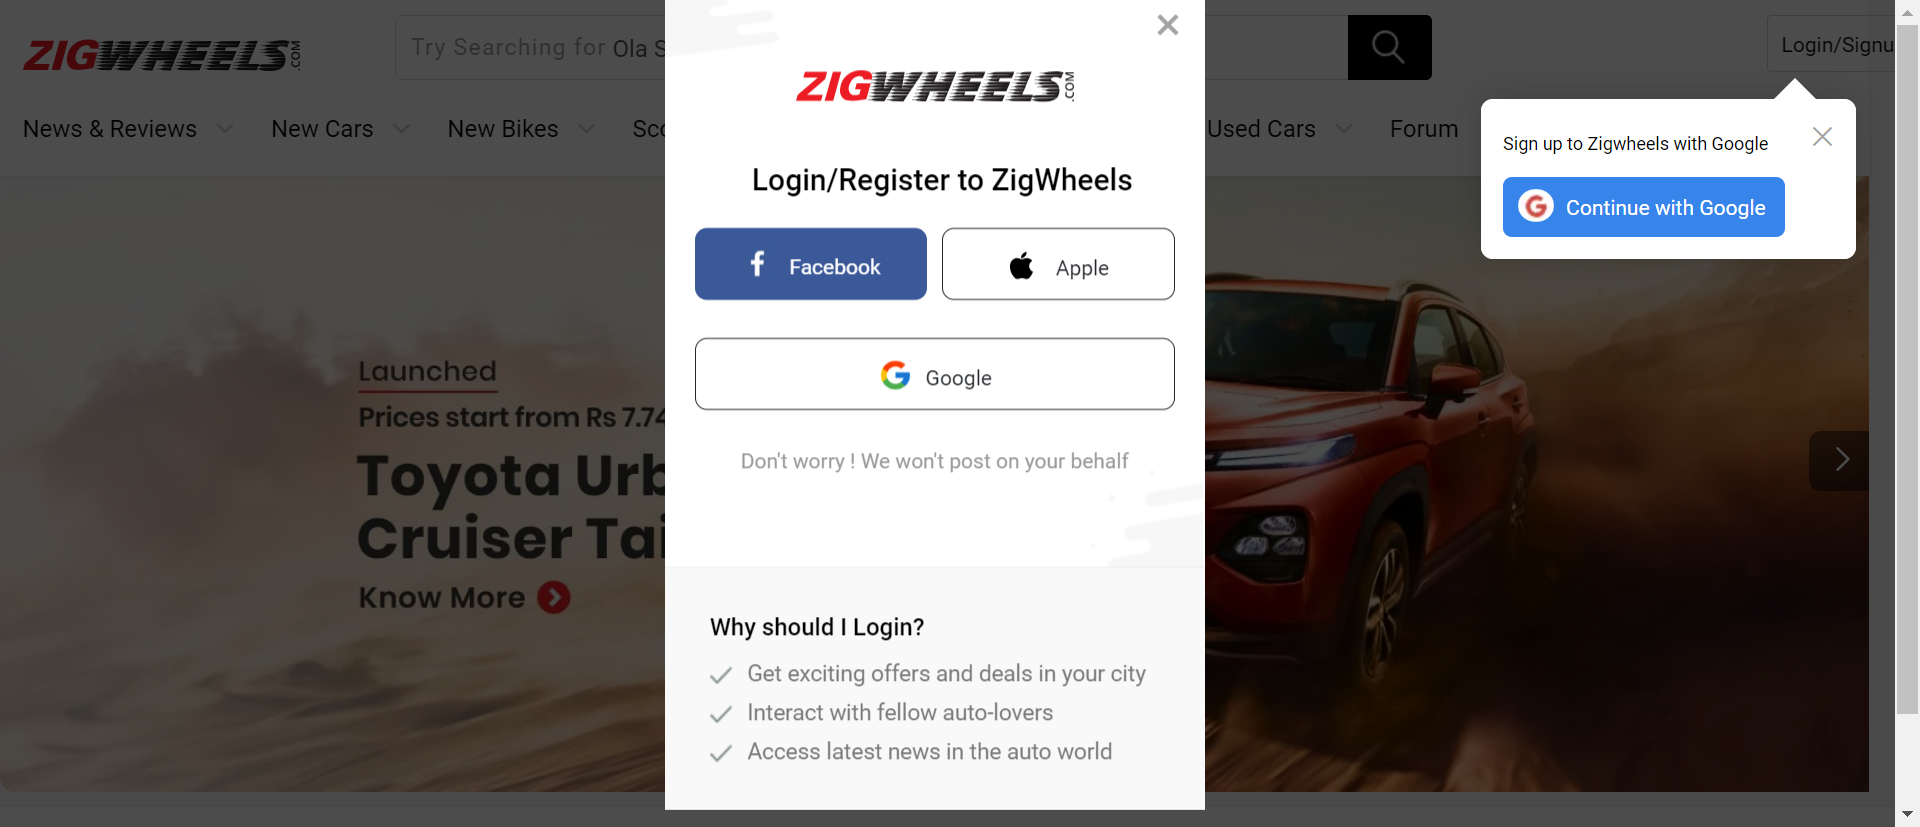 ZIGWHEELS.COM
Try Searching for Ola S
Login/Signu
News & Reviews
New Cars
New Bikes
Sco
Used Cars
Forum
Launched
Prices start from Rs 7.74
Toyota Urb
Cruiser Tai
Know More
ZIGWHEELS.COM
Login/Register to ZigWheels
Facebook
Apple
Google
Don't worry ! We won't post on your behalf
Why should I Login?
Get exciting offers and deals in your city
Interact with fellow auto-lovers
Access latest news in the auto world
Sign up to Zigwheels with Google
G Continue with Google